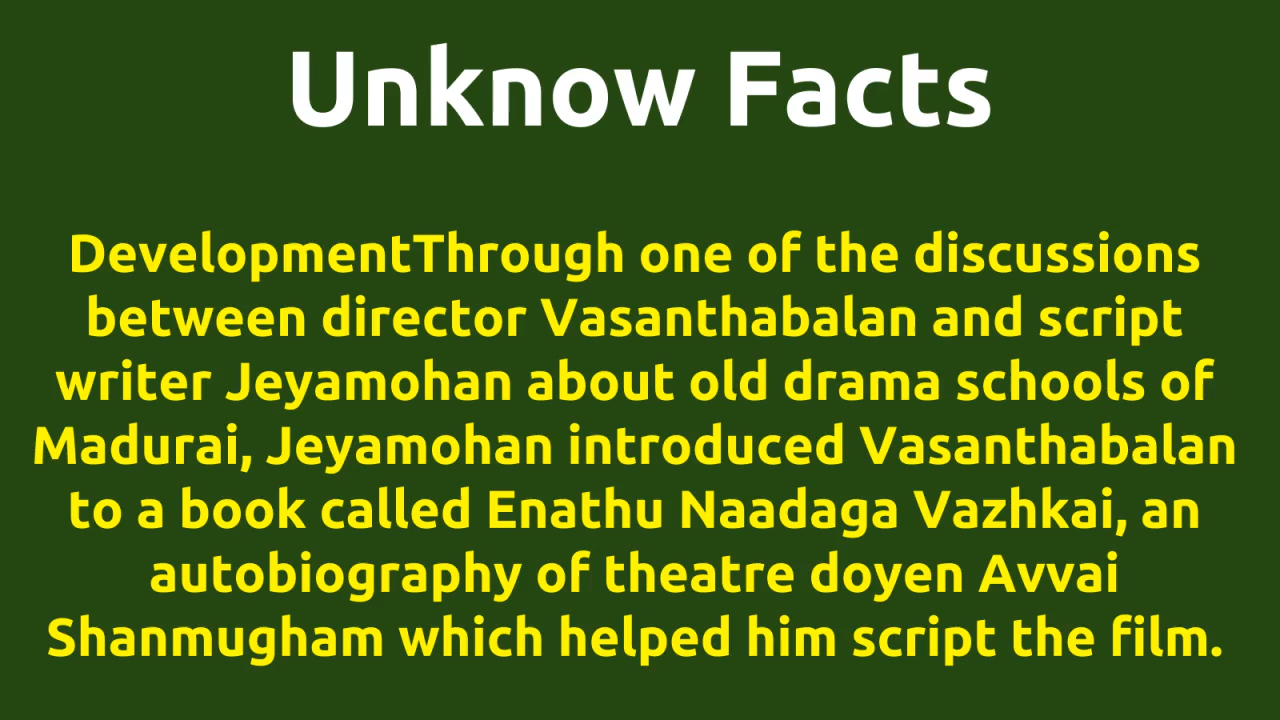 Unknow Facts
DevelopmentThrough one of the discussions
between director Vasanthabalan and script
writer Jeyamohan about old drama schools of
Madurai, Jeyamohan introduced Vasanthabalan
to a book called Enathu Naadaga Vazhkai, an
autobiography of theatre doyen Avvai
Shanmugham which helped him script the film.